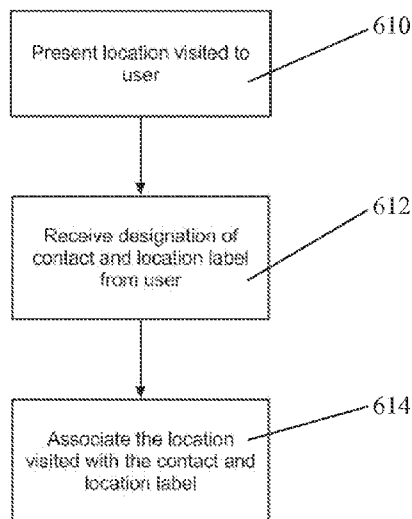 610
Present location visited to
user
612
Receive designation of
contact and location label
from user
614
Associate the location
visited with the contact and
location label